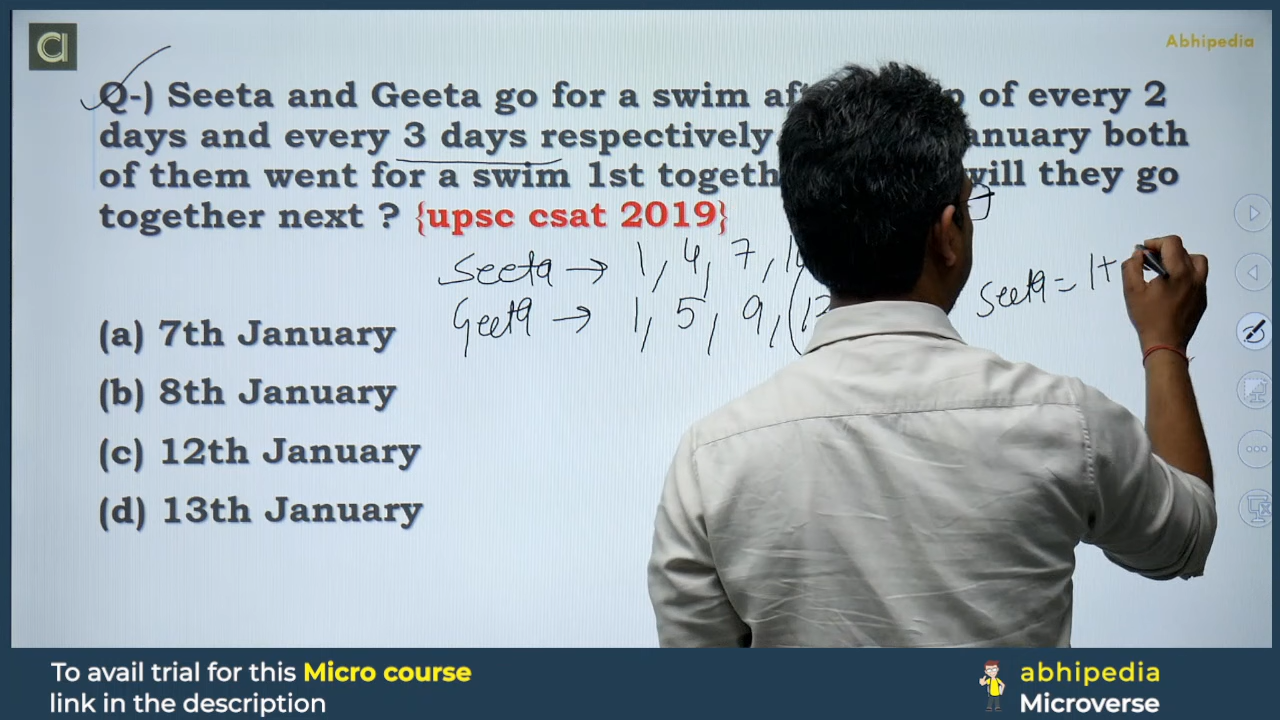 Abhipedia
Q-) Seeta and Geeta go for a swim of every 2
days and every 3 days respectively anuary both
of them went for a swim 1st will they go
together next ? {upsc csat 2019}
Seeta → 1, 4, 7,
Geeta → 1, 5, 9,
Seeta = 1+
(a) 7th January
(b) 8th January
(c) 12th January
(d) 13th January
To avail trial for this Micro course
link in the description
abhipedia
Microverse